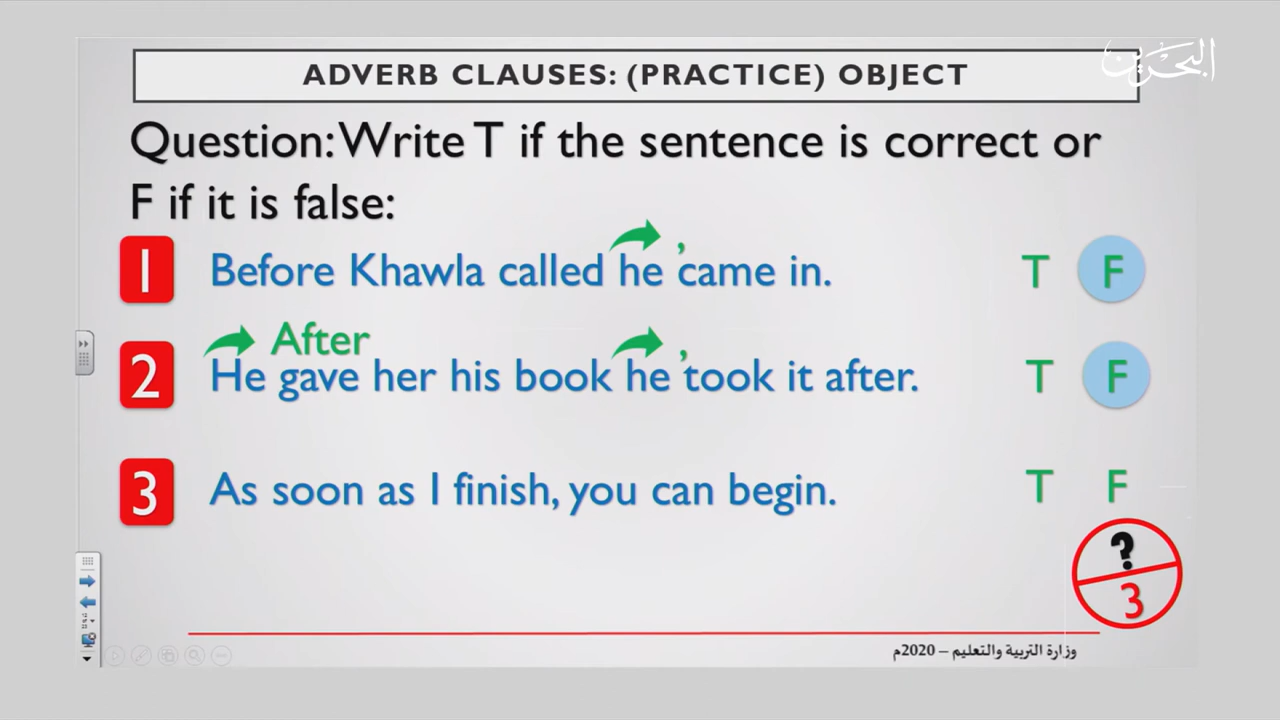 البحرين
ADVERB CLAUSES: (PRACTICE) OBJECT
Question: Write T if the sentence is correct or
F if it is false:
,
1 Before Khawla called he came in. T F
After ,
2 He gave her his book he took it after. T F
3 As soon as I finish, you can begin. T F
?
3
وزارة التربية والتعليم – 2020م